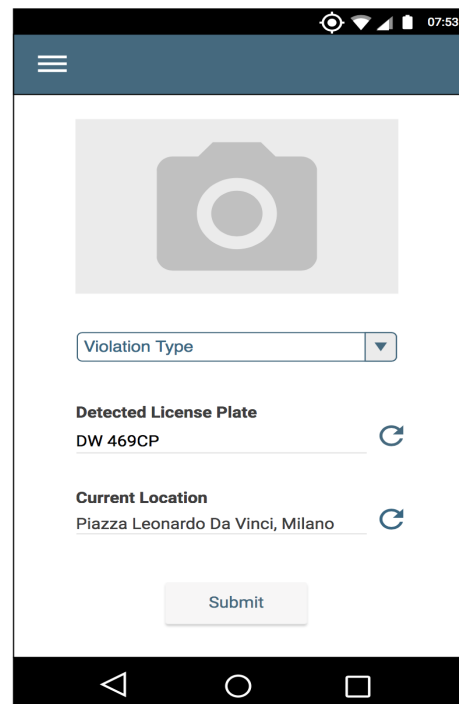 07:53
Violation Type
Detected License Plate
DW 469CP
Current Location
Piazza Leonardo Da Vinci, Milano
Submit